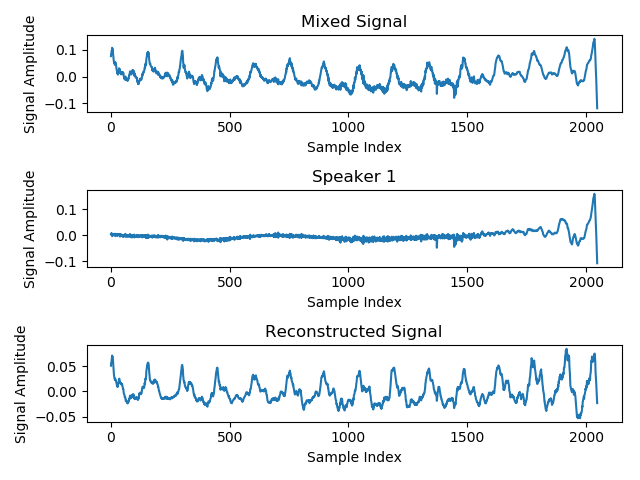 Mixed Signal
Signal Amplitude
0.1
0.0
−0.1
0 500 1000 1500 2000
Sample Index
Speaker 1
Signal Amplitude
0.1
0.0
−0.1
0 500 1000 1500 2000
Sample Index
Reconstructed Signal
Signal Amplitude
0.05
0.00
−0.05
0 500 1000 1500 2000
Sample Index